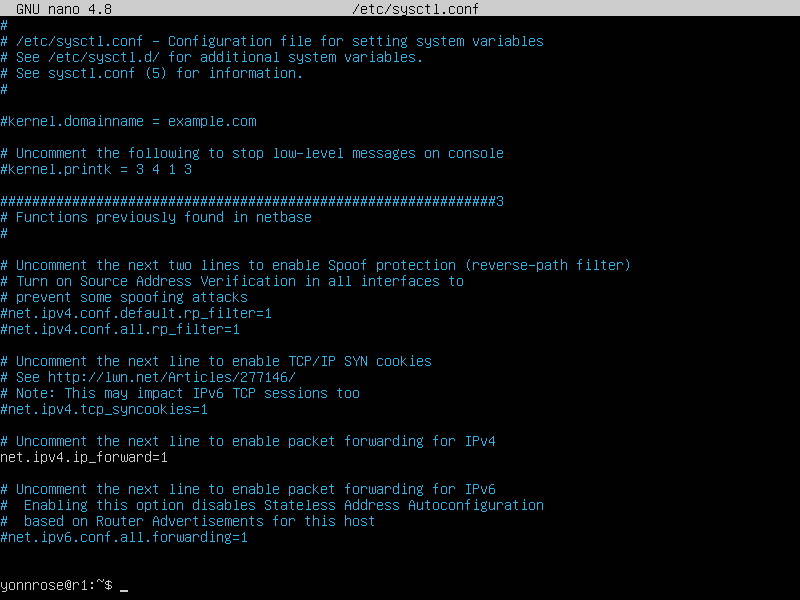 GNU nano 4.8 /etc/sysctl.conf
#
# /etc/sysctl.conf - Configuration file for setting system variables
# See /etc/sysctl.d/ for additional system variables.
# See sysctl.conf (5) for information.
#
#kernel.domainname = example.com
# Uncomment the following to stop low-level messages on console
#kernel.printk = 3 4 1 3
##############################################################3
# Functions previously found in netbase
#
# Uncomment the next two lines to enable Spoof protection (reverse-path filter)
# Turn on Source Address Verification in all interfaces to
# prevent some spoofing attacks
#net.ipv4.conf.default.rp_filter=1
#net.ipv4.conf.all.rp_filter=1
# Uncomment the next line to enable TCP/IP SYN cookies
# See http://lwn.net/Articles/277146/
# Note: This may impact IPv6 TCP sessions too
#net.ipv4.tcp_syncookies=1
# Uncomment the next line to enable packet forwarding for IPv4
net.ipv4.ip_forward=1
# Uncomment the next line to enable packet forwarding for IPv6
#  Enabling this option disables Stateless Address Autoconfiguration
#  based on Router Advertisements for this host
#net.ipv6.conf.all.forwarding=1
yonnrose@r1:~$ _